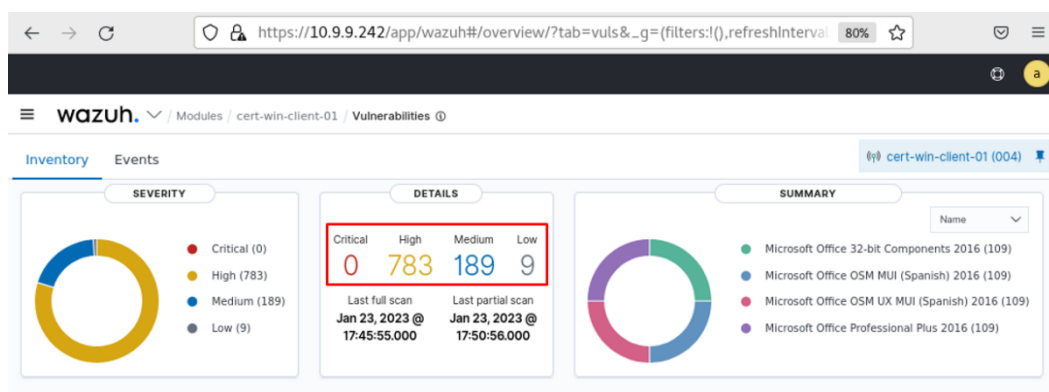 https://10.9.9.242/app/wazuh#/overview/?tab=vuls&_g=(filters:!(),refreshInterval 80%
a
wazuh. / Modules / cert-win-client-01 / Vulnerabilities
Inventory Events cert-win-client-01 (004)
SEVERITY
Critical (0)
High (783)
Medium (189)
Low (9)
DETAILS
Critical High Medium Low
0 783 189 9
Last full scan Last partial scan
Jan 23, 2023 @ Jan 23, 2023 @
17:45:55.000 17:50:56.000
SUMMARY
Name
Microsoft Office 32-bit Components 2016 (109)
Microsoft Office OSM MUI (Spanish) 2016 (109)
Microsoft Office OSM UX MUI (Spanish) 2016 (109)
Microsoft Office Professional Plus 2016 (109)